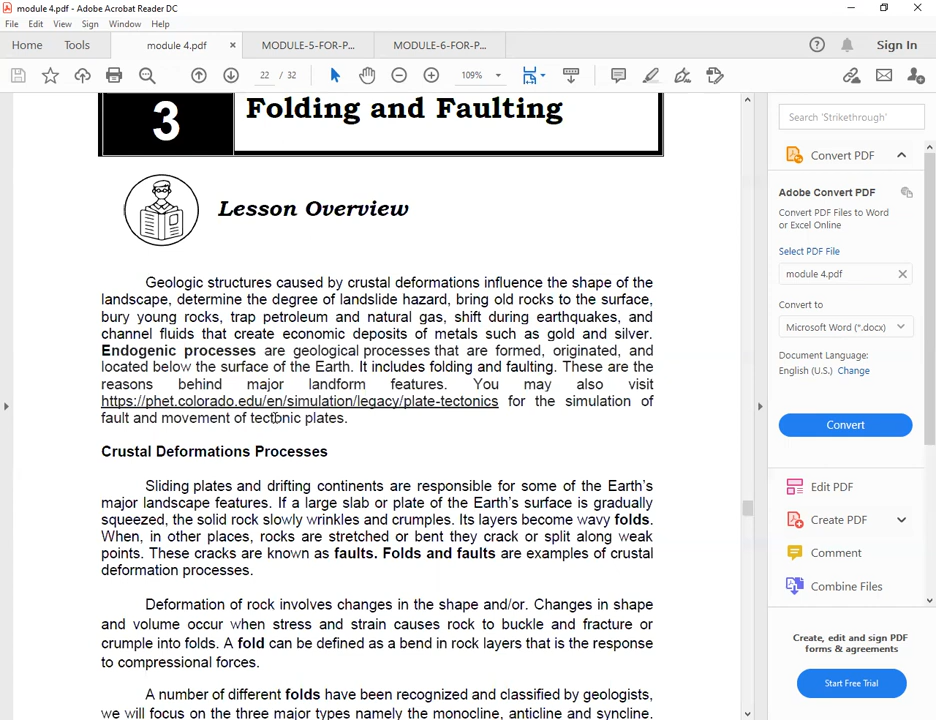 module 4.pdf - Adobe Acrobat Reader DC
File Edit View Sign Window Help
Home Tools module 4.pdf MODULE-5-FOR-P... MODULE-6-FOR-P... Sign In
22 / 32 109%
3 Folding and Faulting
Lesson Overview
Geologic structures caused by crustal deformations influence the shape of the
landscape, determine the degree of landslide hazard, bring old rocks to the surface,
bury young rocks, trap petroleum and natural gas, shift during earthquakes, and
channel fluids that create economic deposits of metals such as gold and silver.
Endogenic processes are geological processes that are formed, originated, and
located below the surface of the Earth. It includes folding and faulting. These are the
reasons behind major landform features. You may also visit
https://phet.colorado.edu/en/simulation/legacy/plate-tectonics for the simulation of
fault and movement of tectonic plates.
Crustal Deformations Processes
Sliding plates and drifting continents are responsible for some of the Earth's
major landscape features. If a large slab or plate of the Earth's surface is gradually
squeezed, the solid rock slowly wrinkles and crumples. Its layers become wavy folds.
When, in other places, rocks are stretched or bent they crack or split along weak
points. These cracks are known as faults. Folds and faults are examples of crustal
deformation processes.
Deformation of rock involves changes in the shape and/or. Changes in shape
and volume occur when stress and strain causes rock to buckle and fracture or
crumple into folds. A fold can be defined as a bend in rock layers that is the response
to compressional forces.
A number of different folds have been recognized and classified by geologists,
we will focus on the three major types namely the monocline, anticline and syncline.
Search 'Strikethrough'
Convert PDF
Adobe Convert PDF
Convert PDF Files to Word
or Excel Online
Select PDF File
module 4.pdf
Convert to
Microsoft Word (*.docx)
Document Language:
English (U.S.) Change
Convert
Edit PDF
Create PDF
Comment
Combine Files
Create, edit and sign PDF
forms & agreements
Start Free Trial